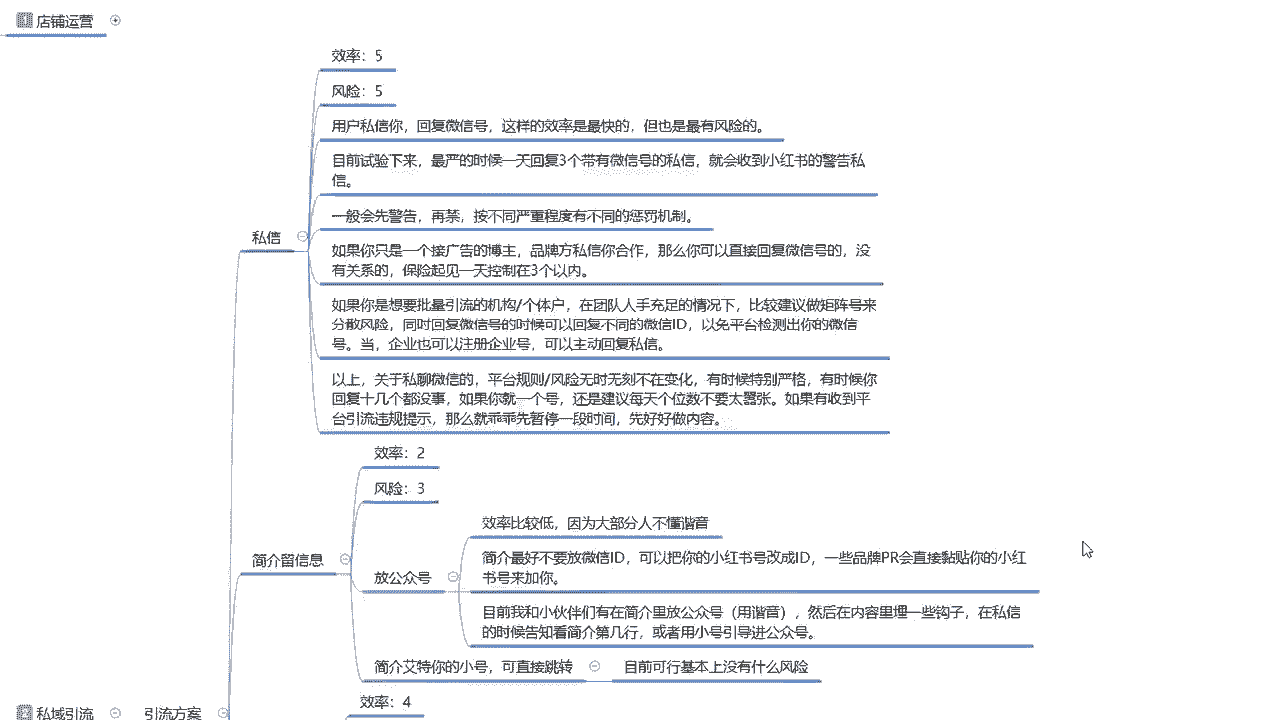 1 店铺运营
效率：5
风险：5
用户私信你，回复微信号，这样的效率是最快的，但也是最有风险的。
目前试验下来，最严的时候一天回复3个带有微信号的私信，就会收到小红书的警告私
信。
一般会先警告，再禁，按不同严重程度有不同的惩罚机制。
私信
如果你只是一个接广告的博主，品牌方私信你合作，那么你可以直接回复微信号的，没
有关系的，保险起见一天控制在3个以内。
如果你是想要批量引流的机构/个体户，在团队人手充足的情况下，比较建议做矩阵号来
分散风险，同时回复微信号的时候可以回复不同的微信ID，以免平台检测出你的微信
号。当，企业也可以注册企业号，可以主动回复私信。
以上，关于私聊微信的，平台规则/风险无时无刻不在变化，有时候特别严格，有时候你
回复十几个都没事，如果你就一个号，还是建议每天个位数不要太嚣张。如果有收到平
台引流违规提示，那么就乖乖先暂停一段时间，先好好做内容。
效率：2
风险：3
简介留信息
放公众号
效率比较低，因为大部分人不懂谐音
简介最好不要放微信ID，可以把你的小红书号改成ID，一些品牌PR会直接黏贴你的小红
书号来加你。
目前我和小伙伴们有在简介里放公众号（用谐音），然后在内容里埋一些钩子，在私信
的时候告知看简介第几行，或者用小号引导进公众号。
简介艾特你的小号，可直接跳转
目前可行基本上没有什么风险
效率：4
2 私域引流
引流方案